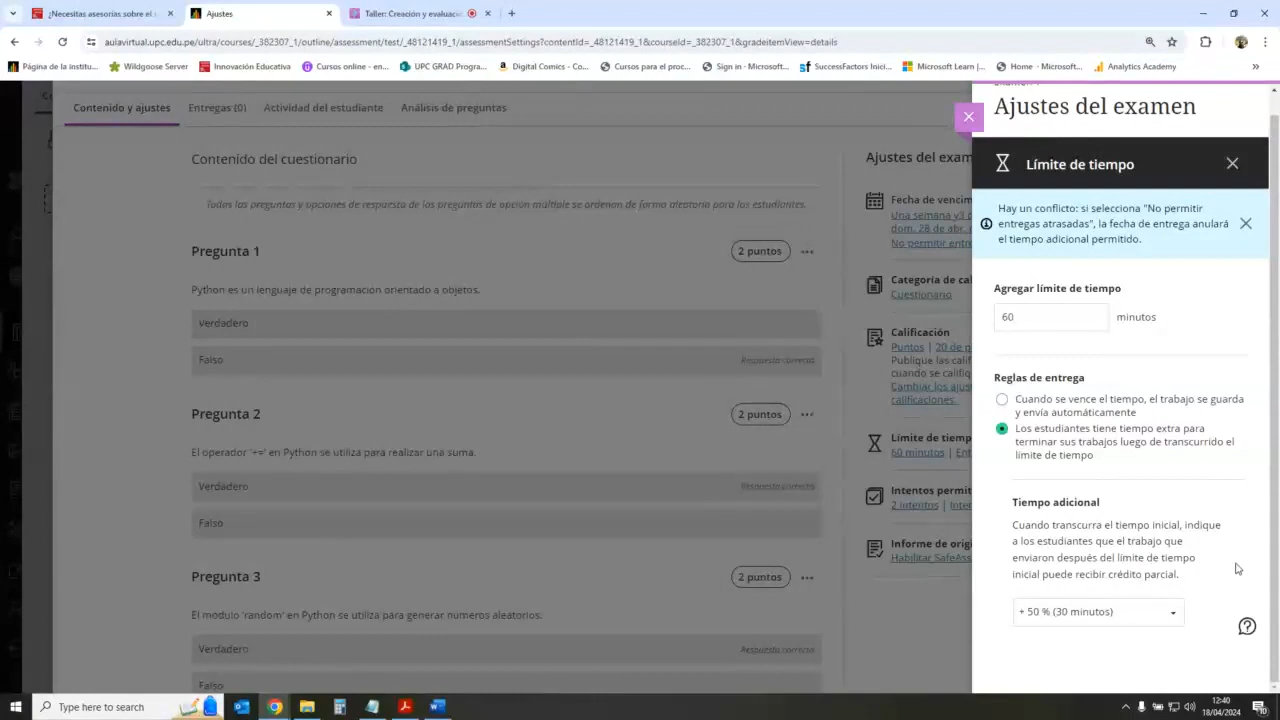 ¿Necesitas asesorías sobre el
Ajustes
Taller: Creación y evaluació
aulavirtual.upc.edu.pe/ultra/courses/_382307_1/outline/assessment/test/_48121419_1/assessmentSettings?contentId=_48121419_1&courseId=_382307_1&gradeitemView=details
Página de la Institu...
Wildgoose Server
Innovación Educativa
Cursos online - en...
UPC GRAD Progra...
Digital Comics - Co...
Cursos para el proc...
Sign in - Microsoft...
SuccessFactors Inici...
Microsoft Learn |...
Home · Microsoft...
Analytics Academy
Contenido y ajustes
Entregas (0)
Actividad del estudiante
Análisis de preguntas
Contenido del cuestionario
Todas las preguntas y opciones de respuesta de las preguntas de opción múltiple se ordenan de forma aleatoria para los estudiantes.
Pregunta 1
2 puntos
Python es un lenguaje de programación orientado a objetos.
Verdadero
Falso
Respuesta correcta
Pregunta 2
2 puntos
El operador '+=' en Python se utiliza para realizar una suma.
Verdadero
Respuesta correcta
Falso
Pregunta 3
2 puntos
El módulo 'random' en Python se utiliza para generar números aleatorios.
Verdadero
Respuesta correcta
Falso
Ajustes del exam
Fecha de vencim
Una semana y3 d
dom. 28 de abr.
No permitir entre
Categoría de cal
Cuestionario
Calificación
Puntos | 20 de p
Publique las calif
cuando se califiq
Cambiar los ajust
calificaciones.
Límite de tiemp
60 minutos | Ent
Intentos permit
2 intentos | Inten
Informe de origi
Habilitar SafeAss
Ajustes del examen
Límite de tiempo
Hay un conflicto: si selecciona "No permitir
entregas atrasadas", la fecha de entrega anulará
el tiempo adicional permitido.
Agregar límite de tiempo
60
minutos
Reglas de entrega
Cuando se vence el tiempo, el trabajo se guarda
y envía automáticamente
Los estudiantes tiene tiempo extra para
terminar sus trabajos luego de transcurrido el
límite de tiempo
Tiempo adicional
Cuando transcurra el tiempo inicial, indique
a los estudiantes que el trabajo que
enviaron después del límite de tiempo
inicial puede recibir crédito parcial.
+ 50 % (30 minutos)
Type here to search
12:40
18/04/2024